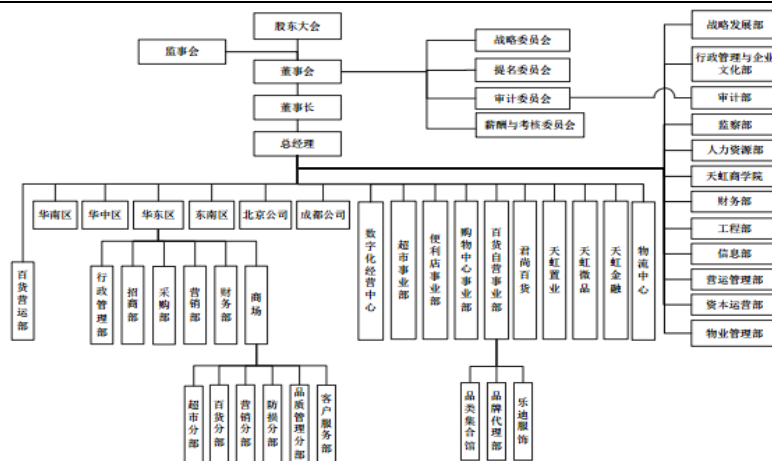 股东大会
监事会
董事会
董事长
总经理
战略委员会
提名委员会
审计委员会
薪酬与考核委员会
战略发展部
行政管理与企业
文化部
审计部
监察部
人力资源部
天虹商学院
财务部
工程部
信息部
营运管理部
资本运营部
物业管理部
百货营运部
华南区
华中区
华东区
东南区
北京公司
成都公司
数字化经营中心
超市事业部
便利店事业部
购物中心事业部
百货自营事业部
君尚百货
天虹置业
天虹微品
天虹金融
物流中心
行政管理部
招商部
采购部
营销部
财务部
商场
超市分部
百货分部
营销分部
防损分部
品质管理分部
客户服务部
品类集合馆
品牌代理部
乐迪服饰